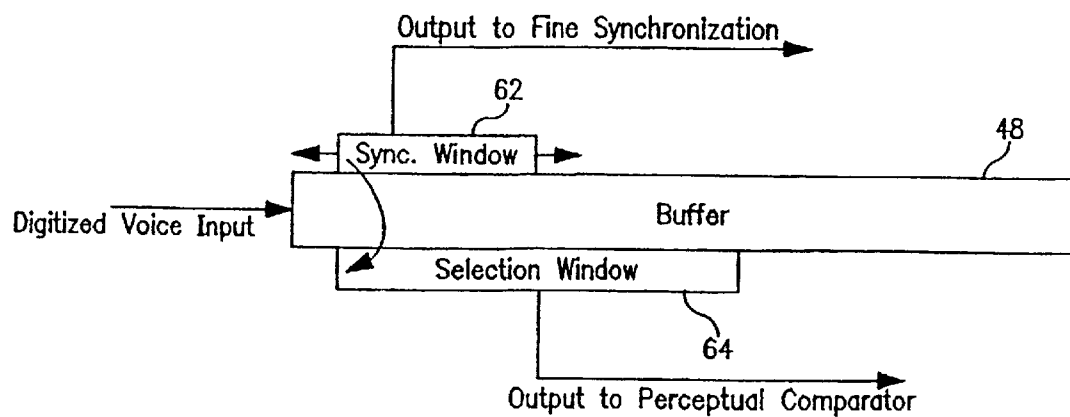 Output to Fine Synchronization
62
Sync. Window
48
Digitized Voice Input
Buffer
Selection Window
64
Output to Perceptual Comparator